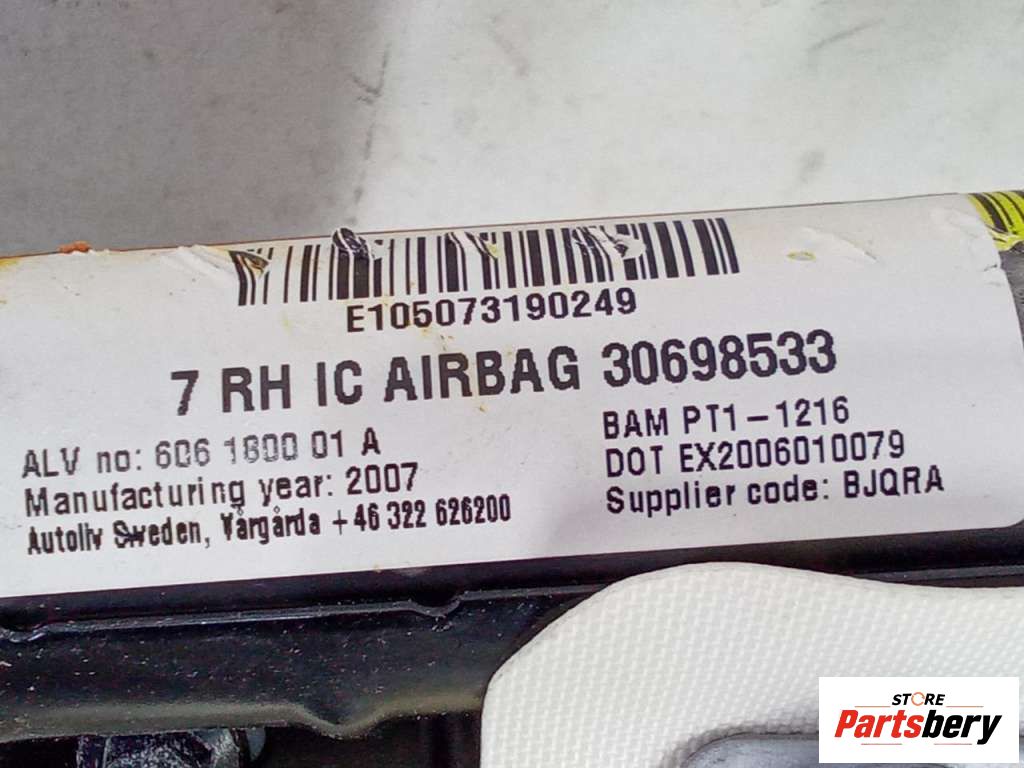 E105073190249
7 RH IC AIRBAG 30698533
ALV no: 606 1800 01 A
BAM PT1-1216
Manufacturing year: 2007
DOT EX2006010079
Autoliv Sweden, Vårgårda +46 322 626200
Supplier code: BJQRA
STORE
Partsbery